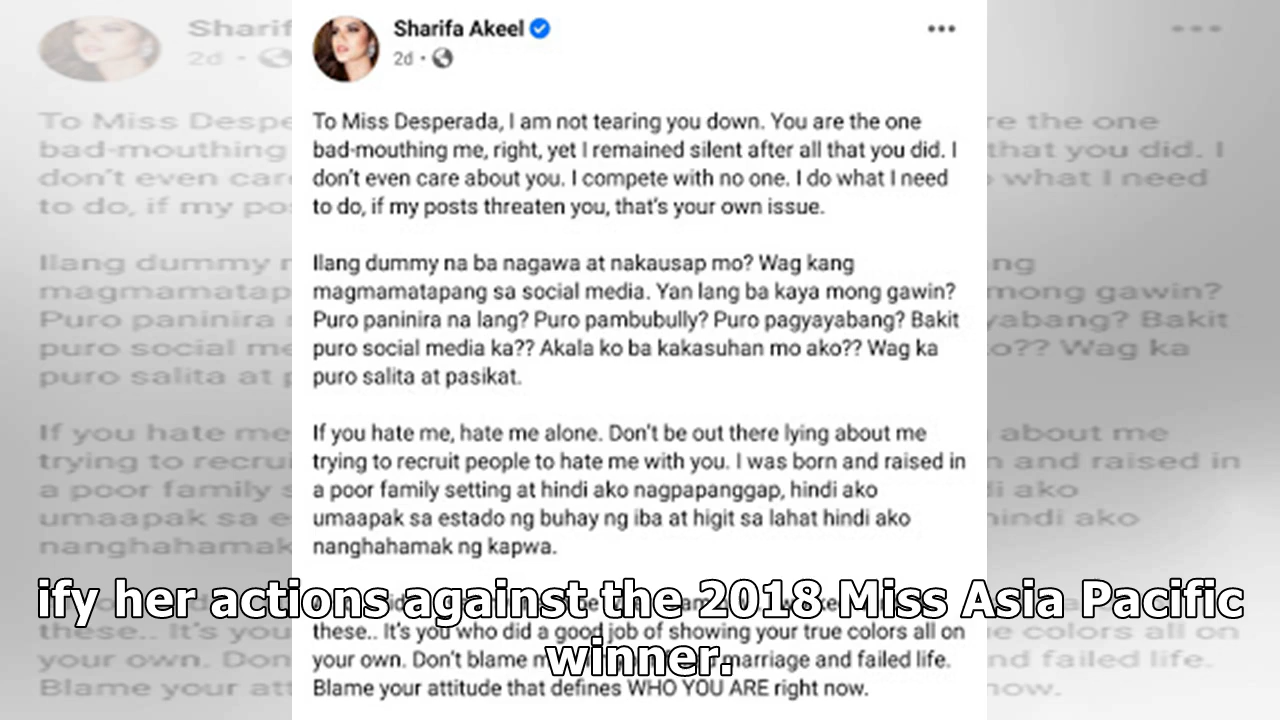 Sharifa Akeel
2d
To Miss Desperada, I am not tearing you down. You are the one
bad-mouthing me, right, yet I remained silent after all that you did. I
don't even care about you. I compete with no one. I do what I need
to do, if my posts threaten you, that's your own issue.
Ilang dummy na ba nagawa at nakausap mo? Wag kang
magmamatapang sa social media. Yan lang ba kaya mong gawin?
Puro paninira na lang? Puro pambubully? Puro pagyayabang? Bakit
puro social media ka?? Akala ko ba kakasuhan mo ako?? Wag ka
puro salita at pasikat.
If you hate me, hate me alone. Don't be out there lying about me
trying to recruit people to hate me with you. I was born and raised in
a poor family setting at hindi ako nagpapanggap, hindi ako
umaapak sa estado ng buhay ng iba at higit sa lahat hindi ako
nanghahamak ng kapwa.
ify her actions against the 2018 Miss Asia Pacific
winner.
these.. It's you who did a good job of showing your true colors all on
your own. Don't blame marriage and failed life.
Blame your attitude that defines WHO YOU ARE right now.